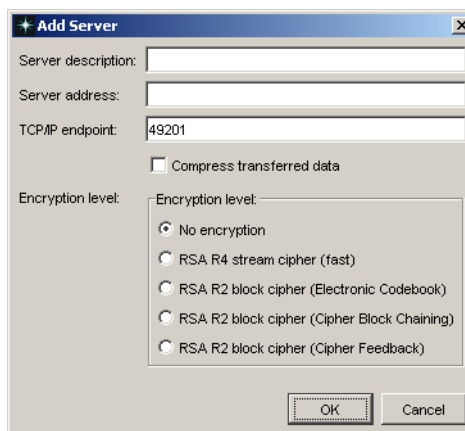 Add Server
Server description:
Server address:
TCP/IP endpoint: 49201
Compress transferred data
Encryption level: Encryption level:
No encryption
RSA R4 stream cipher (fast)
RSA R2 block cipher (Electronic Codebook)
RSA R2 block cipher (Cipher Block Chaining)
RSA R2 block cipher (Cipher Feedback)
OK Cancel